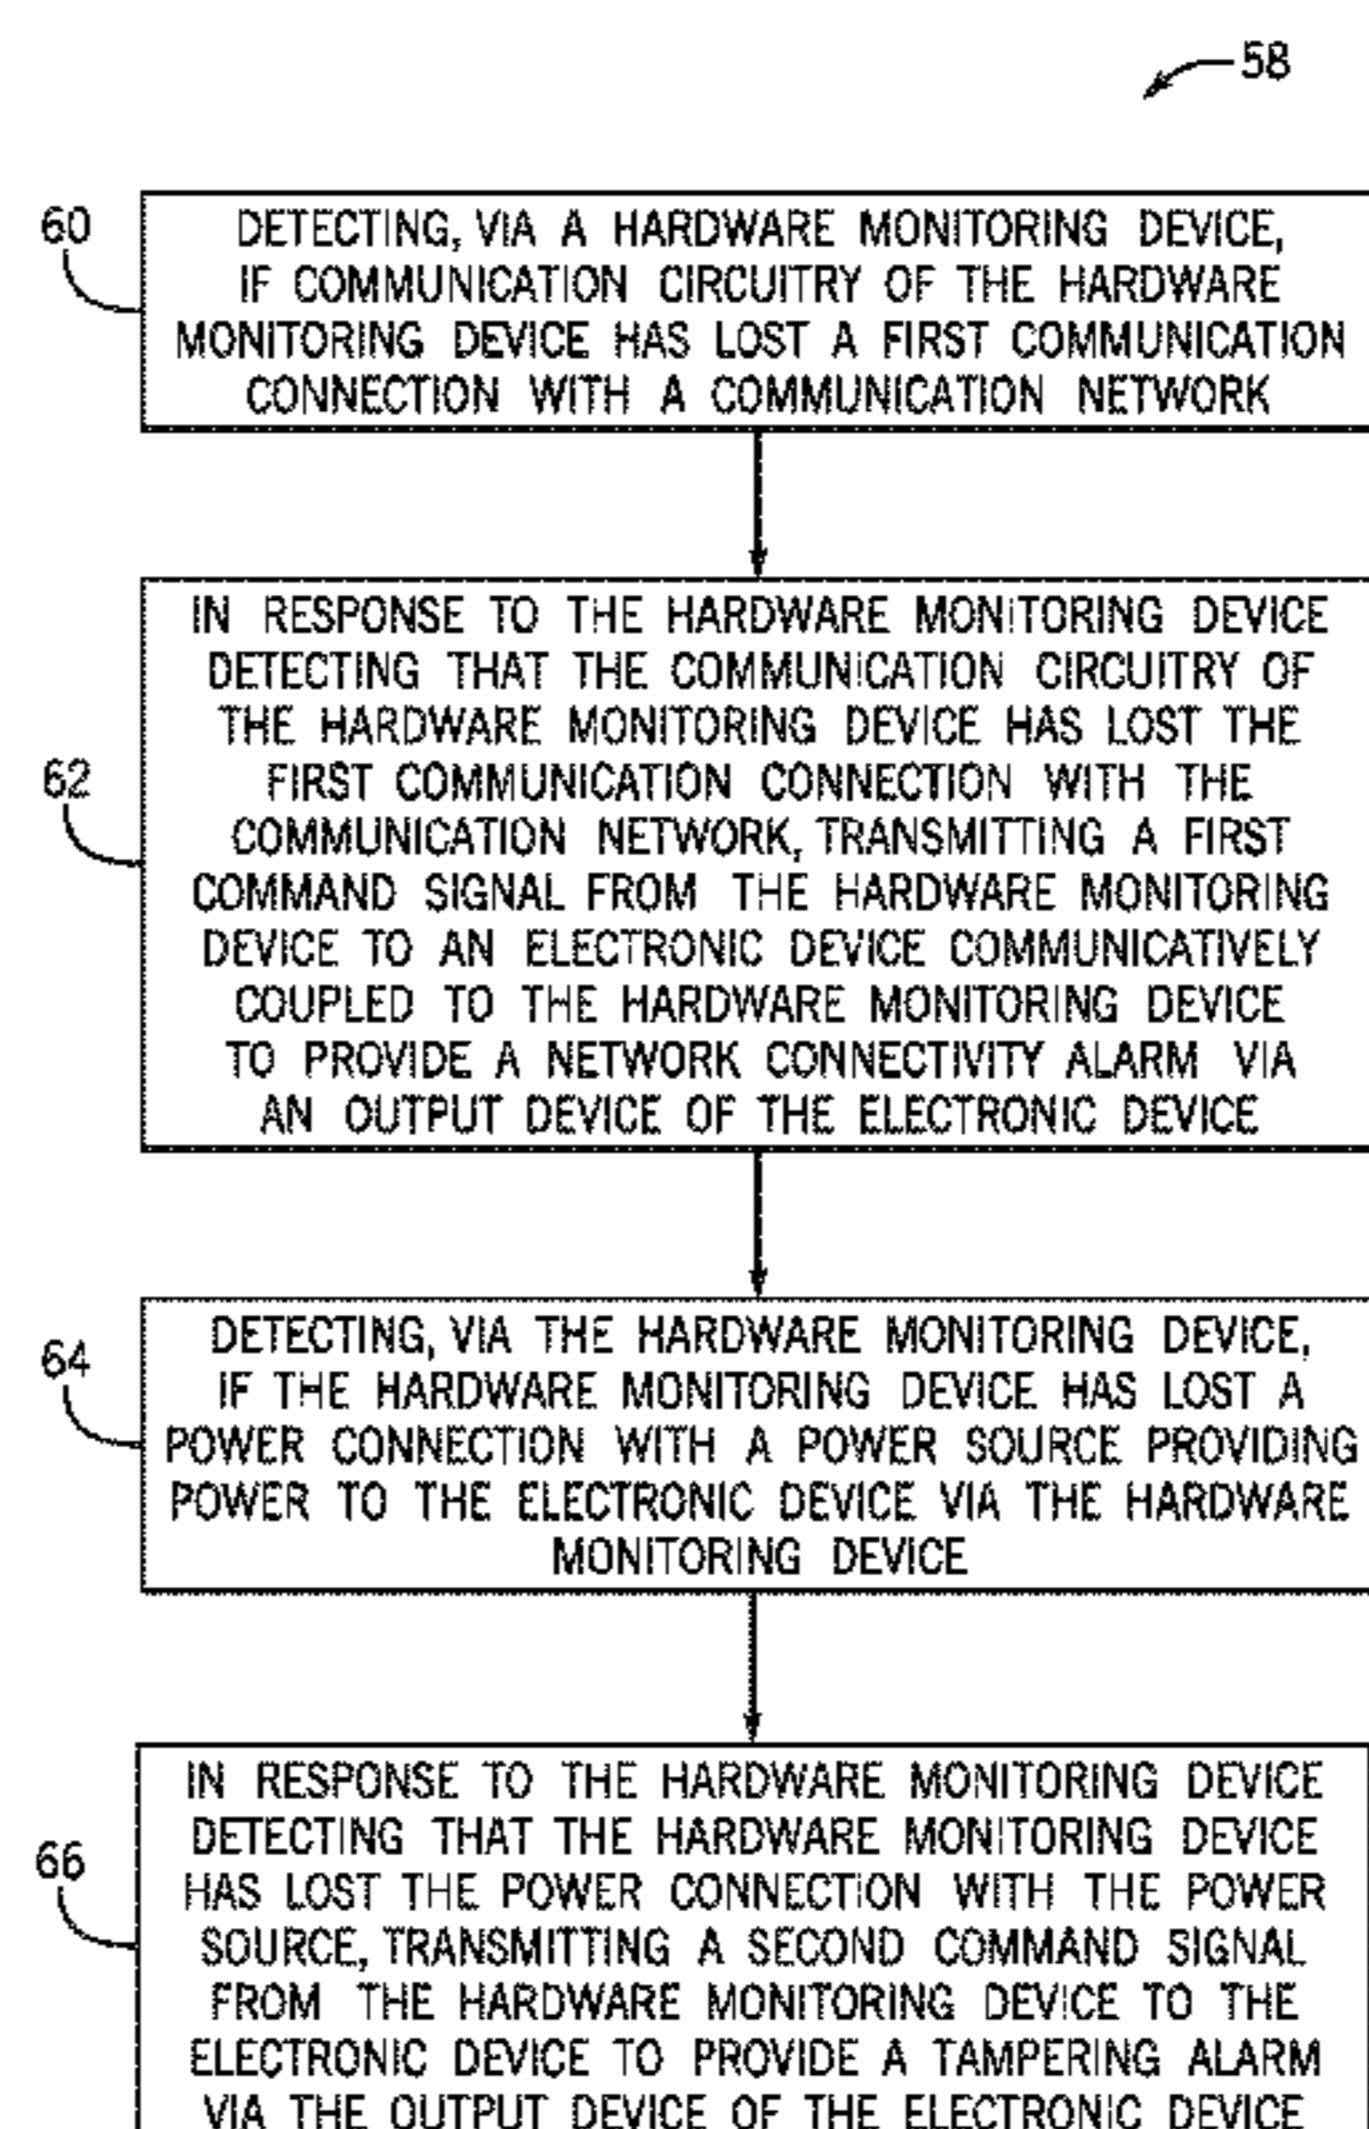 58
60
DETECTING, VIA A HARDWARE MONITORING DEVICE,
IF COMMUNICATION CIRCUITRY OF THE HARDWARE
MONITORING DEVICE HAS LOST A FIRST COMMUNICATION
CONNECTION WITH A COMMUNICATION NETWORK
62
IN RESPONSE TO THE HARDWARE MONITORING DEVICE
DETECTING THAT THE COMMUNICATION CIRCUITRY OF
THE HARDWARE MONITORING DEVICE HAS LOST THE
FIRST COMMUNICATION CONNECTION WITH THE
COMMUNICATION NETWORK, TRANSMITTING A FIRST
COMMAND SIGNAL FROM THE HARDWARE MONITORING
DEVICE TO AN ELECTRONIC DEVICE COMMUNICATIVELY
COUPLED TO THE HARDWARE MONITORING DEVICE
TO PROVIDE A NETWORK CONNECTIVITY ALARM VIA
AN OUTPUT DEVICE OF THE ELECTRONIC DEVICE
64
DETECTING, VIA THE HARDWARE MONITORING DEVICE,
IF THE HARDWARE MONITORING DEVICE HAS LOST A
POWER CONNECTION WITH A POWER SOURCE PROVIDING
POWER TO THE ELECTRONIC DEVICE VIA THE HARDWARE
MONITORING DEVICE
66
IN RESPONSE TO THE HARDWARE MONITORING DEVICE
DETECTING THAT THE HARDWARE MONITORING DEVICE
HAS LOST THE POWER CONNECTION WITH THE POWER
SOURCE, TRANSMITTING A SECOND COMMAND SIGNAL
FROM THE HARDWARE MONITORING DEVICE TO THE
ELECTRONIC DEVICE TO PROVIDE A TAMPERING ALARM
VIA THE OUTPUT DEVICE OF THE ELECTRONIC DEVICE